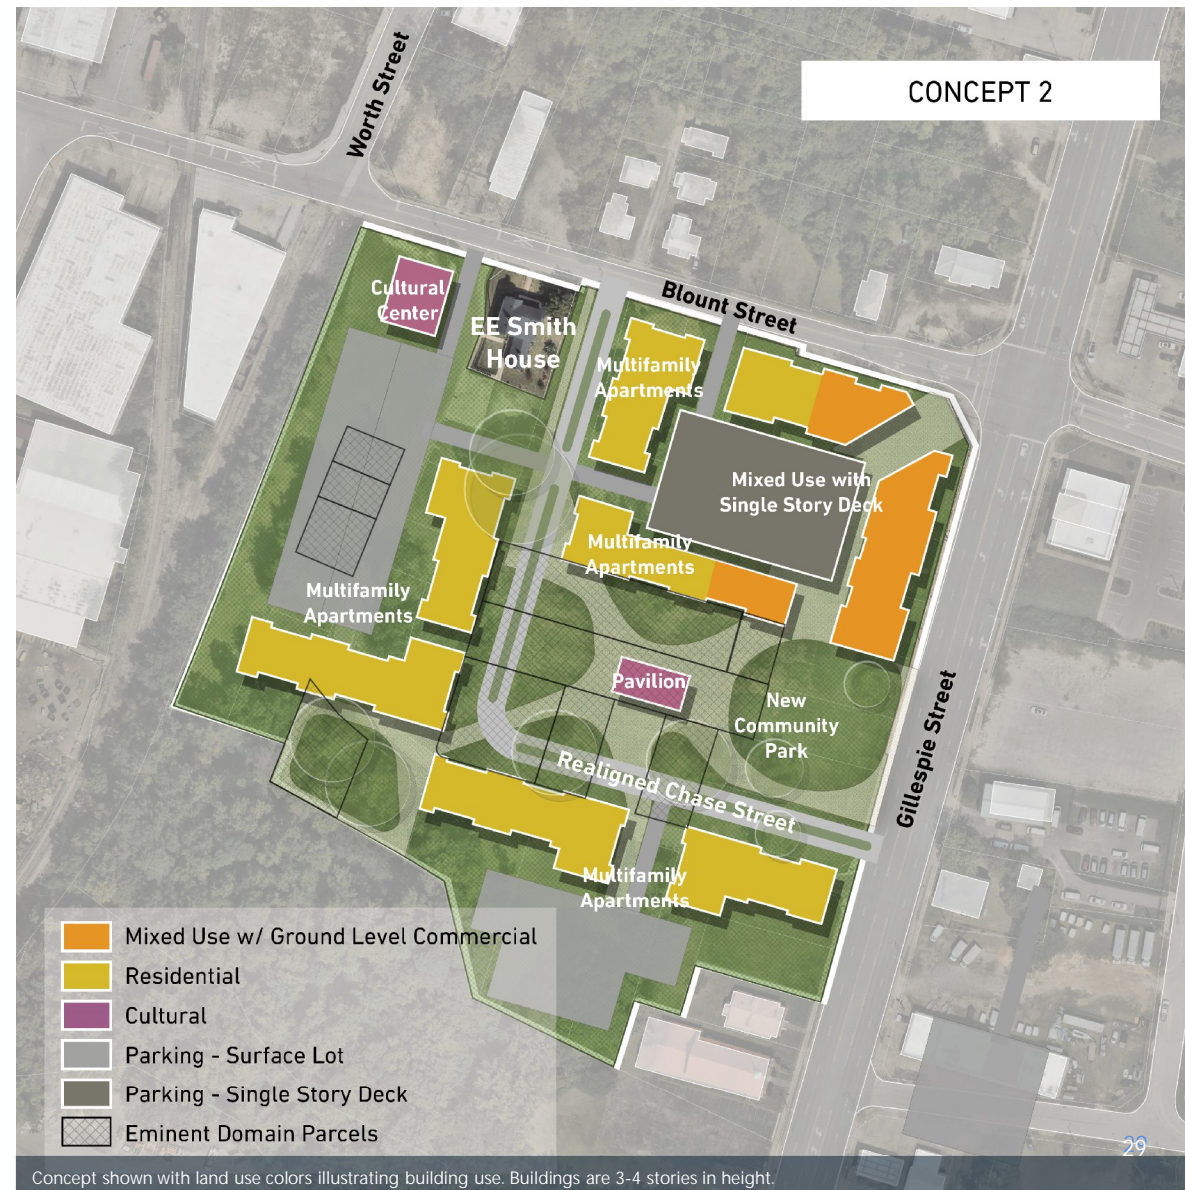 CONCEPT 2
Worth Street
Blount Street
Cultural
Center
EE Smith
House
Multifamily
Apartments
Mixed Use with
Single Story Deck
Multifamily
Apartments
Multifamily
Apartments
Pavilion
New
Community
Park
Gillespie Street
Realigned Chase Street
Multifamily
Apartments
Mixed Use w/ Ground Level Commercial
Residential
Cultural
Parking - Surface Lot
Parking - Single Story Deck
Eminent Domain Parcels
29
Concept shown with land use colors illustrating building use. Buildings are 3-4 stories in height.